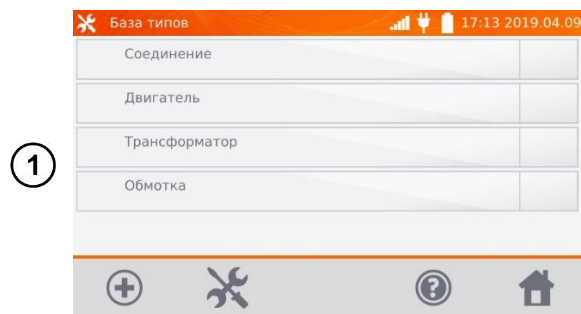 База типов 17:13 2019.04.09
Соединение
Двигатель
Трансформатор
1
Обмотка